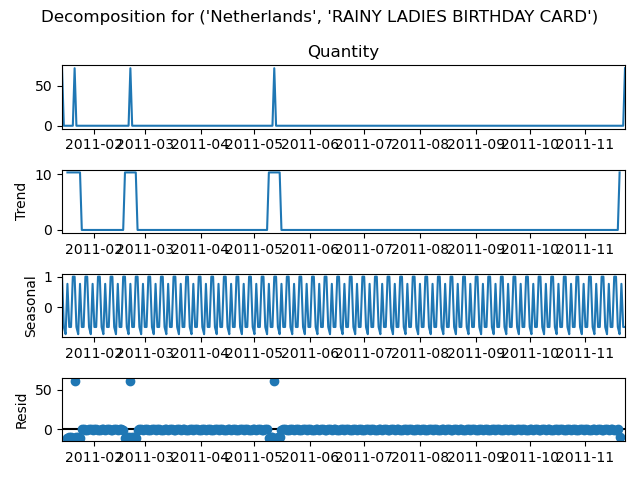 Decomposition for ('Netherlands', 'RAINY LADIES BIRTHDAY CARD')
Quantity
50
0
2011-02 2011-03 2011-04 2011-05 2011-06 2011-07 2011-08 2011-09 2011-10 2011-11
Trend
10
0
2011-02 2011-03 2011-04 2011-05 2011-06 2011-07 2011-08 2011-09 2011-10 2011-11
Seasonal
1
0
2011-02 2011-03 2011-04 2011-05 2011-06 2011-07 2011-08 2011-09 2011-10 2011-11
Resid
50
0
2011-02 2011-03 2011-04 2011-05 2011-06 2011-07 2011-08 2011-09 2011-10 2011-11